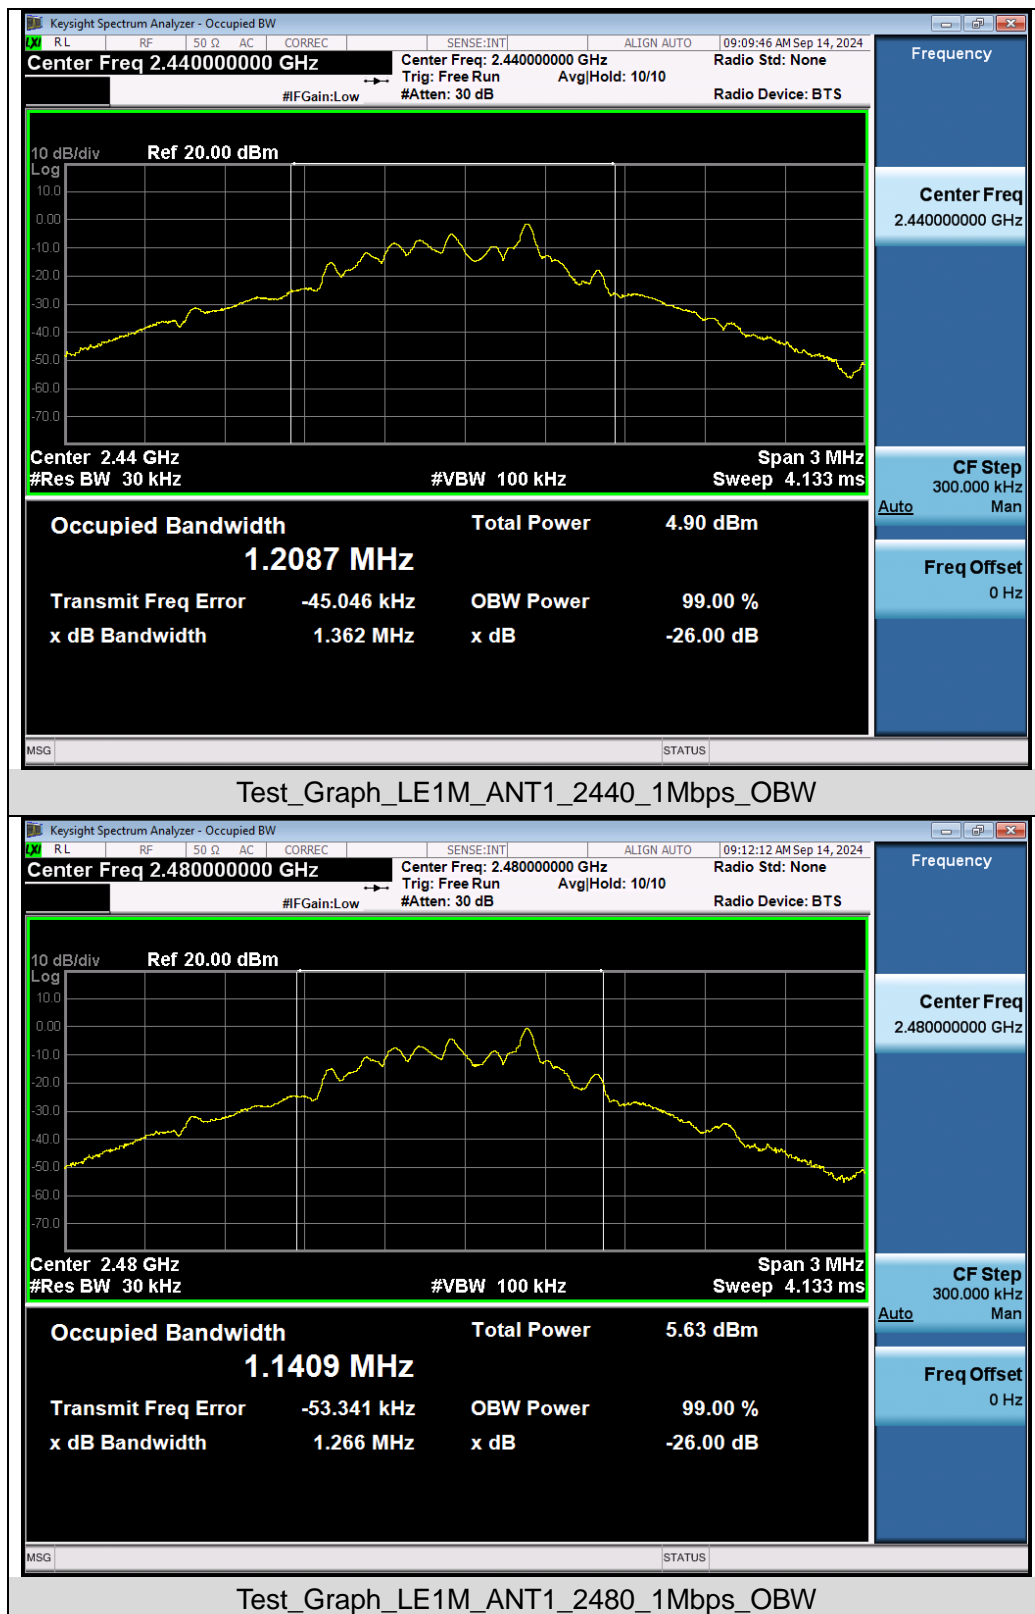 Keysight Spectrum Analyzer - Occupied BW
LXI RL RF 50 Ω AC CORREC SENSE:INT ALIGN AUTO 09:09:46 AM Sep 14, 2024
Center Freq 2.440000000 GHz Center Freq: 2.440000000 GHz Radio Std: None Frequency
Trig: Free Run Avg|Hold: 10/10
#IFGain:Low #Atten: 30 dB Radio Device: BTS
10 dB/div Ref 20.00 dBm
Log
10.0
0.00
-10.0
-20.0
-30.0
-40.0
-50.0
-60.0
-70.0
Center Freq
2.440000000 GHz
Center 2.44 GHz Span 3 MHz
#Res BW 30 kHz #VBW 100 kHz Sweep 4.133 ms
CF Step
300.000 kHz
Auto Man
Occupied Bandwidth Total Power 4.90 dBm
1.2087 MHz
Freq Offset
0 Hz
Transmit Freq Error -45.046 kHz OBW Power 99.00 %
x dB Bandwidth 1.362 MHz x dB -26.00 dB
MSG STATUS
Test_Graph_LE1M_ANT1_2440_1Mbps_OBW
Keysight Spectrum Analyzer - Occupied BW
LXI RL RF 50 Ω AC CORREC SENSE:INT ALIGN AUTO 09:12:12 AM Sep 14, 2024
Center Freq 2.480000000 GHz Center Freq: 2.480000000 GHz Radio Std: None Frequency
Trig: Free Run Avg|Hold: 10/10
#IFGain:Low #Atten: 30 dB Radio Device: BTS
10 dB/div Ref 20.00 dBm
Log
10.0
0.00
-10.0
-20.0
-30.0
-40.0
-50.0
-60.0
-70.0
Center Freq
2.480000000 GHz
Center 2.48 GHz Span 3 MHz
#Res BW 30 kHz #VBW 100 kHz Sweep 4.133 ms
CF Step
300.000 kHz
Auto Man
Occupied Bandwidth Total Power 5.63 dBm
1.1409 MHz
Freq Offset
0 Hz
Transmit Freq Error -53.341 kHz OBW Power 99.00 %
x dB Bandwidth 1.266 MHz x dB -26.00 dB
MSG STATUS
Test_Graph_LE1M_ANT1_2480_1Mbps_OBW